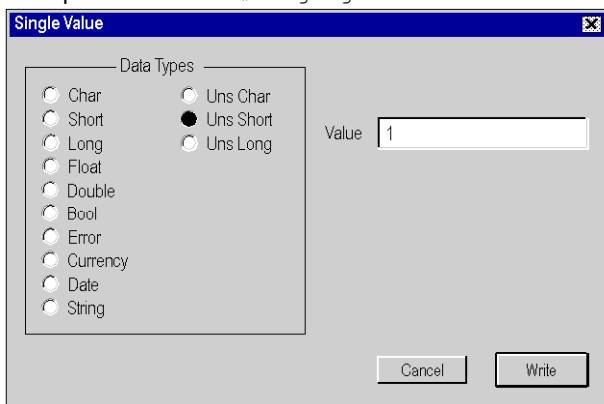 Single Value
Data Types
Char
Short
Long
Float
Double
Bool
Error
Currency
Date
String
Uns Char
Uns Short
Uns Long
Value
1
Cancel
Write